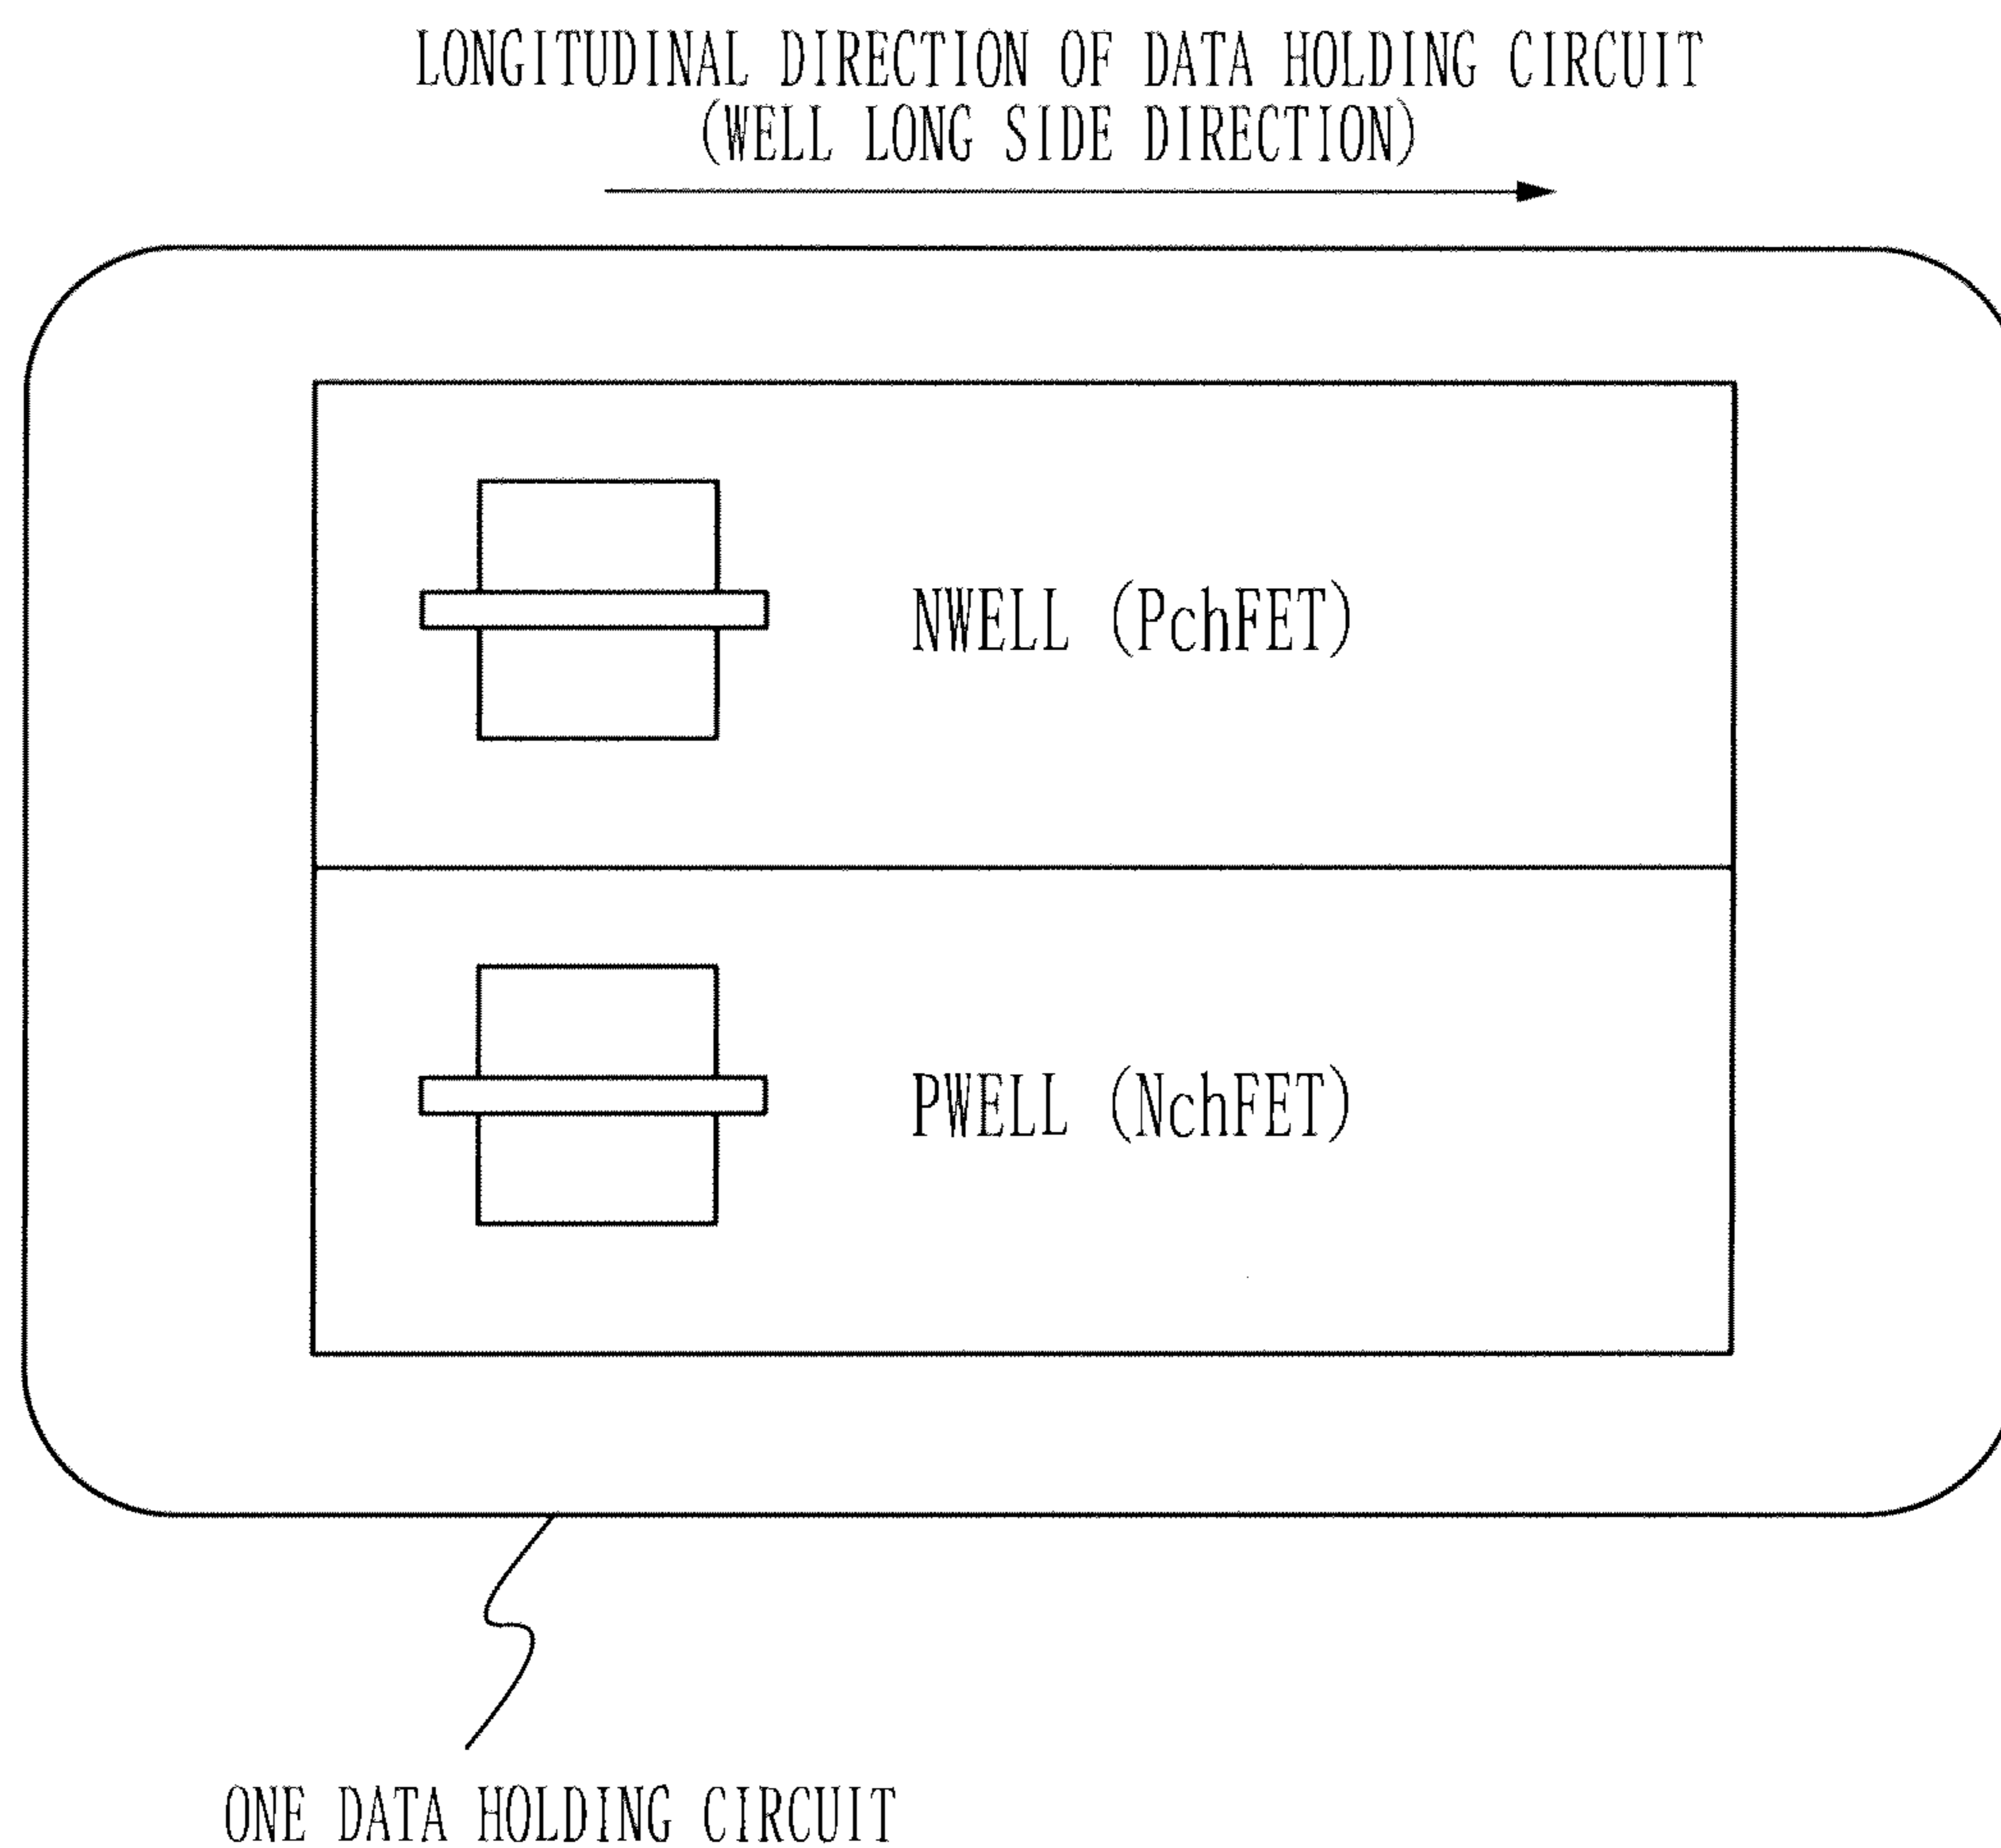 LONGITUDINAL DIRECTION OF DATA HOLDING CIRCUIT
(WELL LONG SIDE DIRECTION)
NWELL (PchFET)
PWELL (NchFET)
ONE DATA HOLDING CIRCUIT